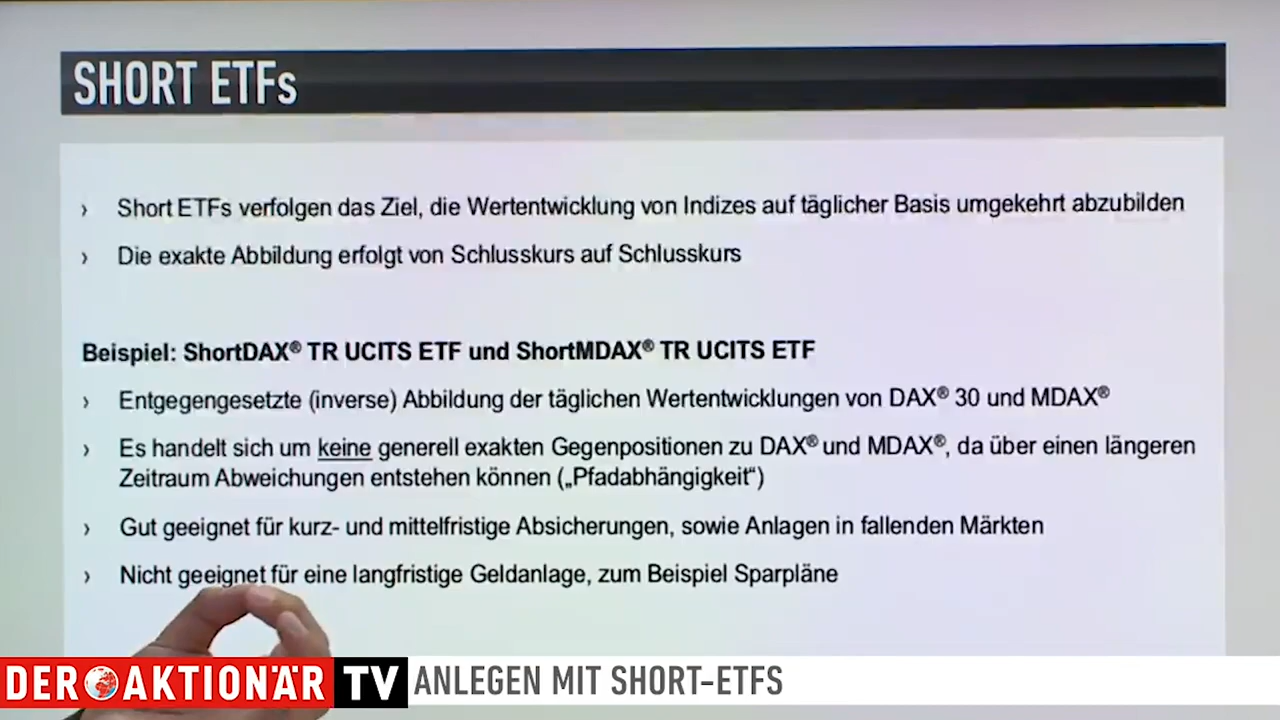 SHORT ETFs
› Short ETFs verfolgen das Ziel, die Wertentwicklung von Indizes auf täglicher Basis umgekehrt abzubilden
› Die exakte Abbildung erfolgt von Schlusskurs auf Schlusskurs
Beispiel: ShortDAX® TR UCITS ETF und ShortMDAX® TR UCITS ETF
› Entgegengesetzte (inverse) Abbildung der täglichen Wertentwicklungen von DAX® 30 und MDAX®
› Es handelt sich um keine generell exakten Gegenpositionen zu DAX® und MDAX®, da über einen längeren
Zeitraum Abweichungen entstehen können („Pfadabhängigkeit“)
› Gut geeignet für kurz- und mittelfristige Absicherungen, sowie Anlagen in fallenden Märkten
› Nicht geeignet für eine langfristige Geldanlage, zum Beispiel Sparpläne
DER AKTIONÄR TV ANLEGEN MIT SHORT-ETFS